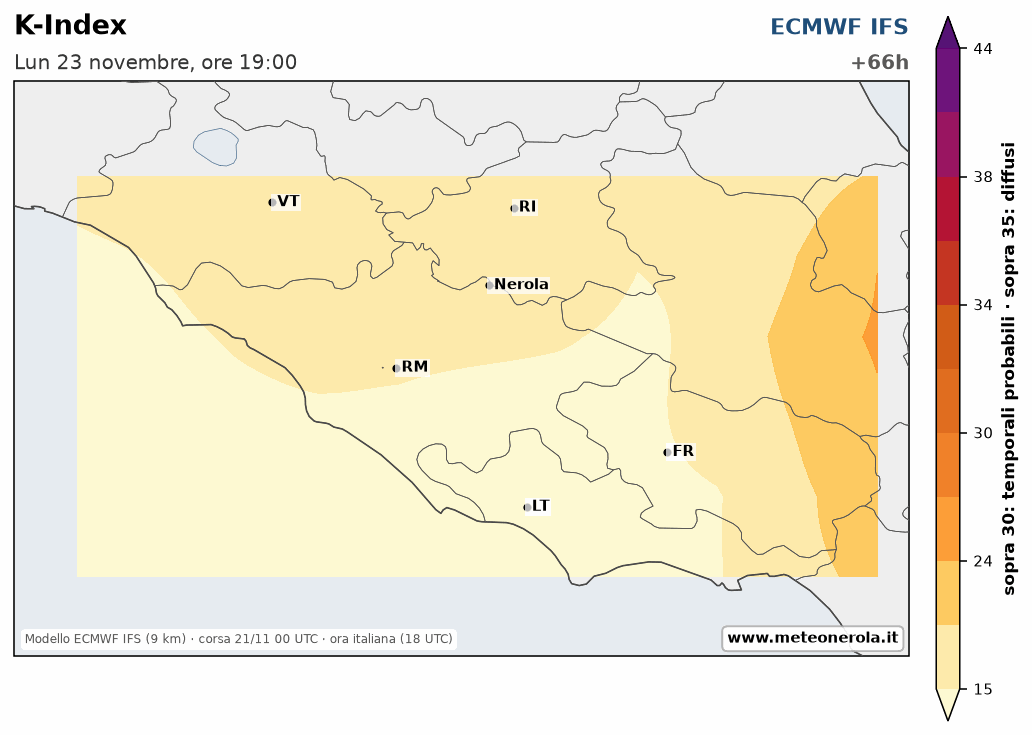 K-Index
ECMWF IFS
Lun 23 novembre, ore 19:00
+66h
VT
RI
Nerola
RM
FR
LT
Modello ECMWF IFS (9 km) · corsa 21/11 00 UTC · ora italiana (18 UTC)
www.meteonerola.it
44
38
34
30
24
15
sopra 30: temporali probabili · sopra 35: diffusi